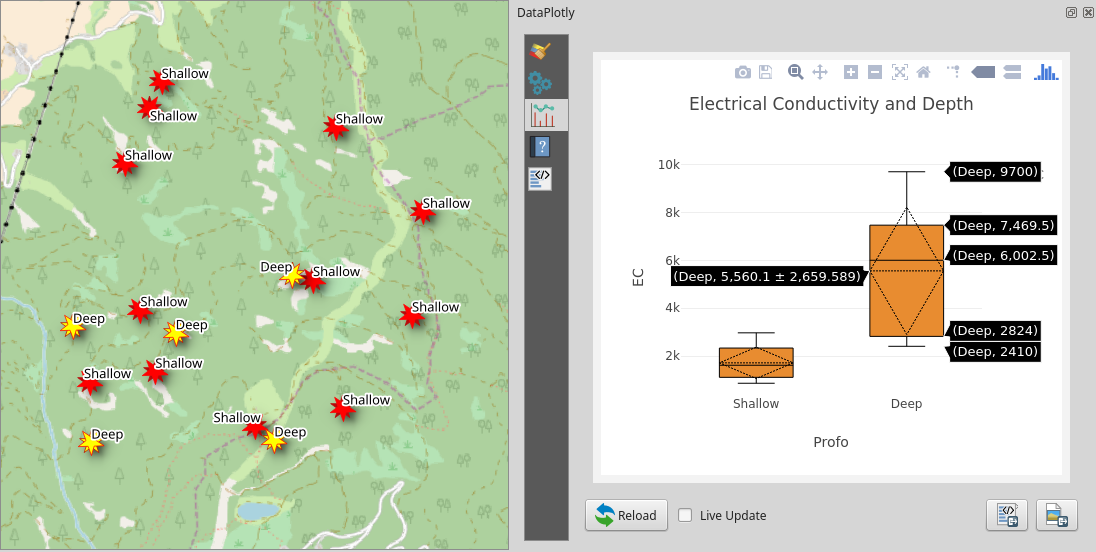 DataPlotly
Shallow
Shallow
Shallow
Shallow
Shallow
Deep
Shallow
Shallow
Deep
Deep
Shallow
Shallow
Shallow
Shallow
Shallow
Deep
Deep
Electrical Conductivity and Depth
10k
8k
6k
4k
2k
EC
(Deep, 9700)
(Deep, 7,469.5)
(Deep, 6,002.5)
(Deep, 5,560.1 ± 2,659.589)
(Deep, 2824)
(Deep, 2410)
Shallow
Deep
Profo
Reload
Live Update